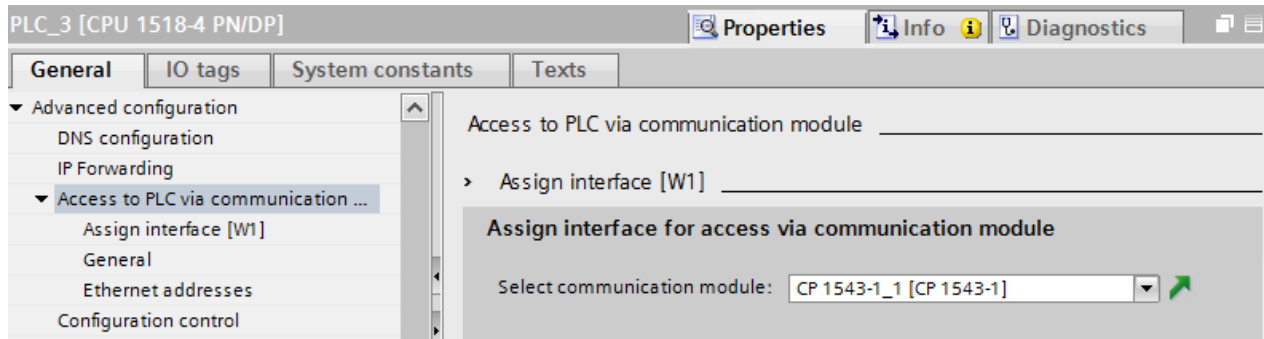 PLC_3 [CPU 1518-4 PN/DP]
Properties
Info
Diagnostics
General
IO tags
System constants
Texts
Advanced configuration
DNS configuration
IP Forwarding
Access to PLC via communication ...
Assign interface [W1]
General
Ethernet addresses
Configuration control
Access to PLC via communication module
Assign interface [W1]
Assign interface for access via communication module
Select communication module: CP 1543-1_1 [CP 1543-1]